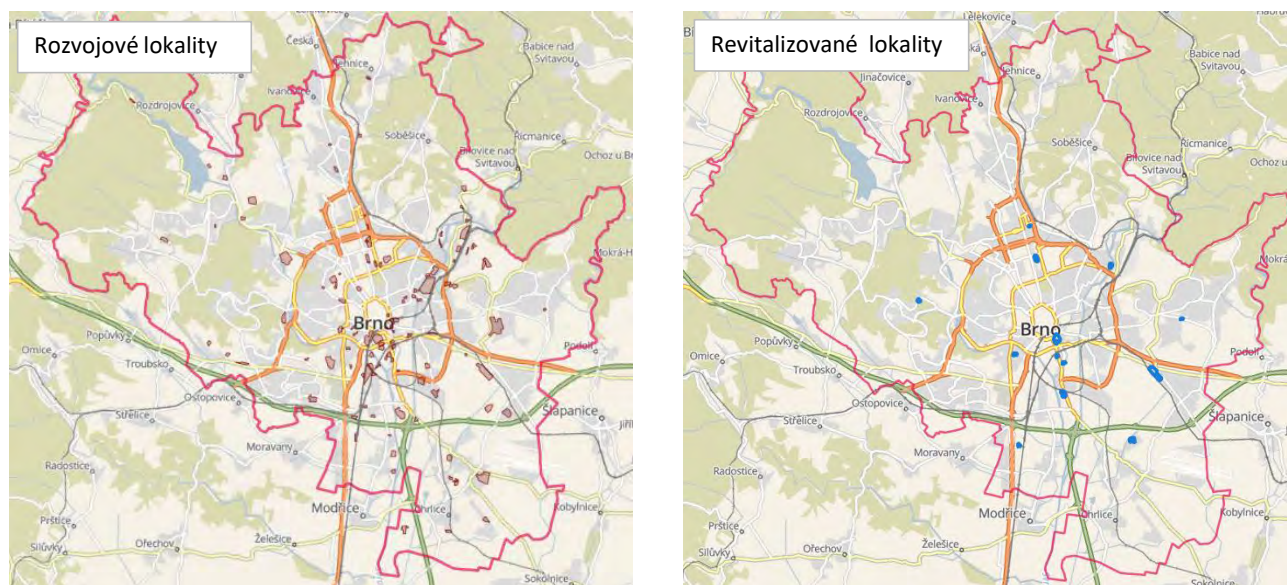 Rozvojové lokality
Česká
Jehnice
Ivanovice
Rozdrojovice
Soběšice
Babice nad
Svitavou
Řícmanice
Bílovice nad
Svitavou
Ochoz u
Mokrá-H
Brno
Popůvky
Omice
Troubsko
Podolí
Ostopovice
Střelice
Šlapanice
Moravany
Radostice
Modřice
Chrlice
Kobylnice
Prštice
Ořechov
Želešice
Silůvky
Sokolnice
Revitalizované lokality
Lelekovice
Jehnice
Jinačovice
Ivanovice
Rozdrojovice
Soběšice
Babice nad
Svitavou
Řícmanice
Bílovice nad
Svitavou
Ochoz u
Mokrá
Brno
Popůvky
Omice
Troubsko
Podolí
Ostopovice
Střelice
Šlapanice
Moravany
Radostice
Modřice
Chrlice
Kobylnice
Prštice
Ořechov
Želešice
Silůvky
Sokolnice